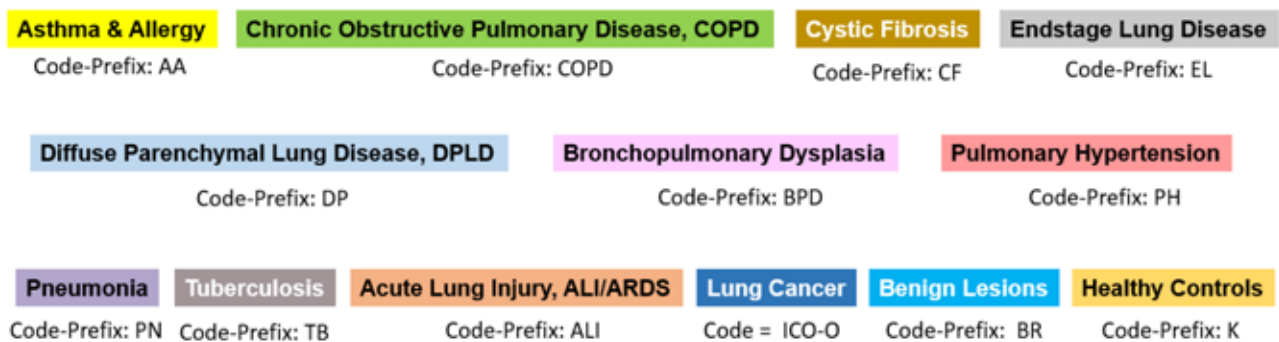 Asthma & Allergy Chronic Obstructive Pulmonary Disease, COPD Cystic Fibrosis Endstage Lung Disease
Code-Prefix: AA Code-Prefix: COPD Code-Prefix: CF Code-Prefix: EL
Diffuse Parenchymal Lung Disease, DPLD Bronchopulmonary Dysplasia Pulmonary Hypertension
Code-Prefix: DP Code-Prefix: BPD Code-Prefix: PH
Pneumonia Tuberculosis Acute Lung Injury, ALI/ARDS Lung Cancer Benign Lesions Healthy Controls
Code-Prefix: PN Code-Prefix: TB Code-Prefix: ALI Code = ICO-O Code-Prefix: BR Code-Prefix: K